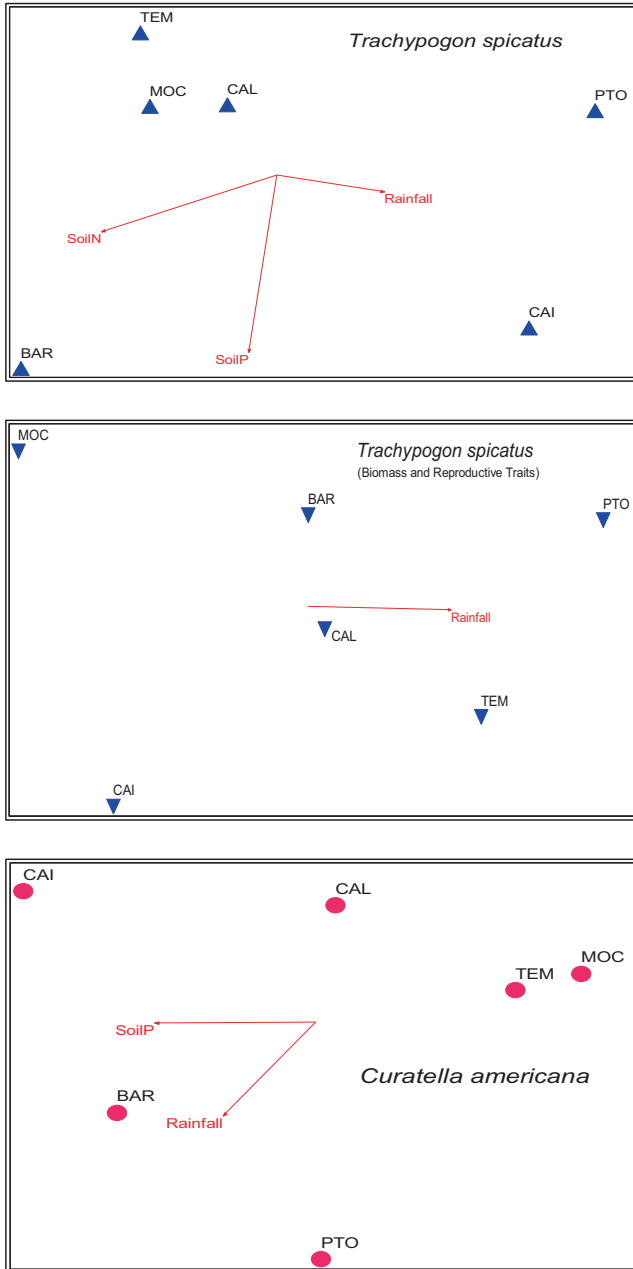 TEM
Trachypogon spicatus
MOC
CAL
PTO
Rainfall
SoilN
CAI
BAR
SoilP
MOC
Trachypogon spicatus
(Biomass and Reproductive Traits)
BAR
PTO
Rainfall
CAL
TEM
CAI
CAI
CAL
MOC
TEM
SoilP
Curatella americana
BAR
Rainfall
PTO